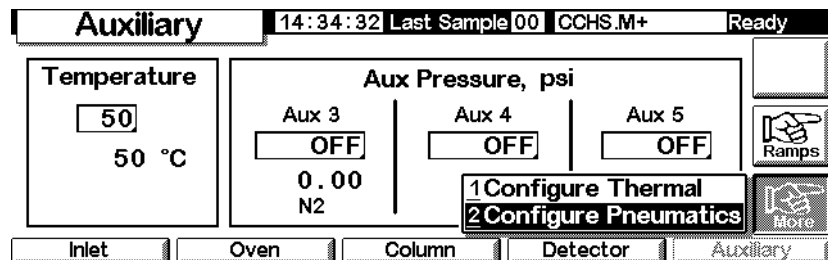 Auxiliary 14:34:32 Last Sample 00 CCHS.M+ Ready
Temperature
50
50 °C
Aux Pressure, psi
Aux 3 Aux 4 Aux 5
OFF OFF OFF
0.00
N2
Ramps
1 Configure Thermal
2 Configure Pneumatics
More
Inlet Oven Column Detector Auxiliary